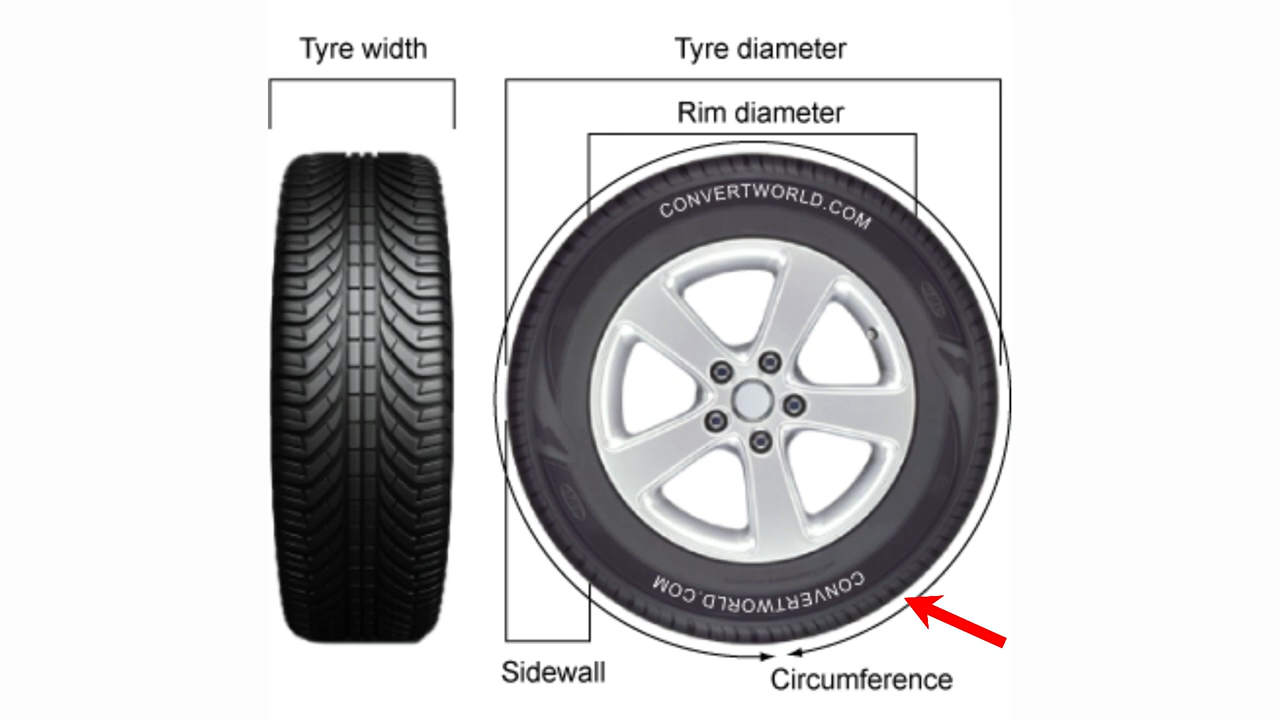 Tyre width
Tyre diameter
Rim diameter
CONVERTWORLD.COM
CONVERTWORLD.COM
Sidewall
Circumference